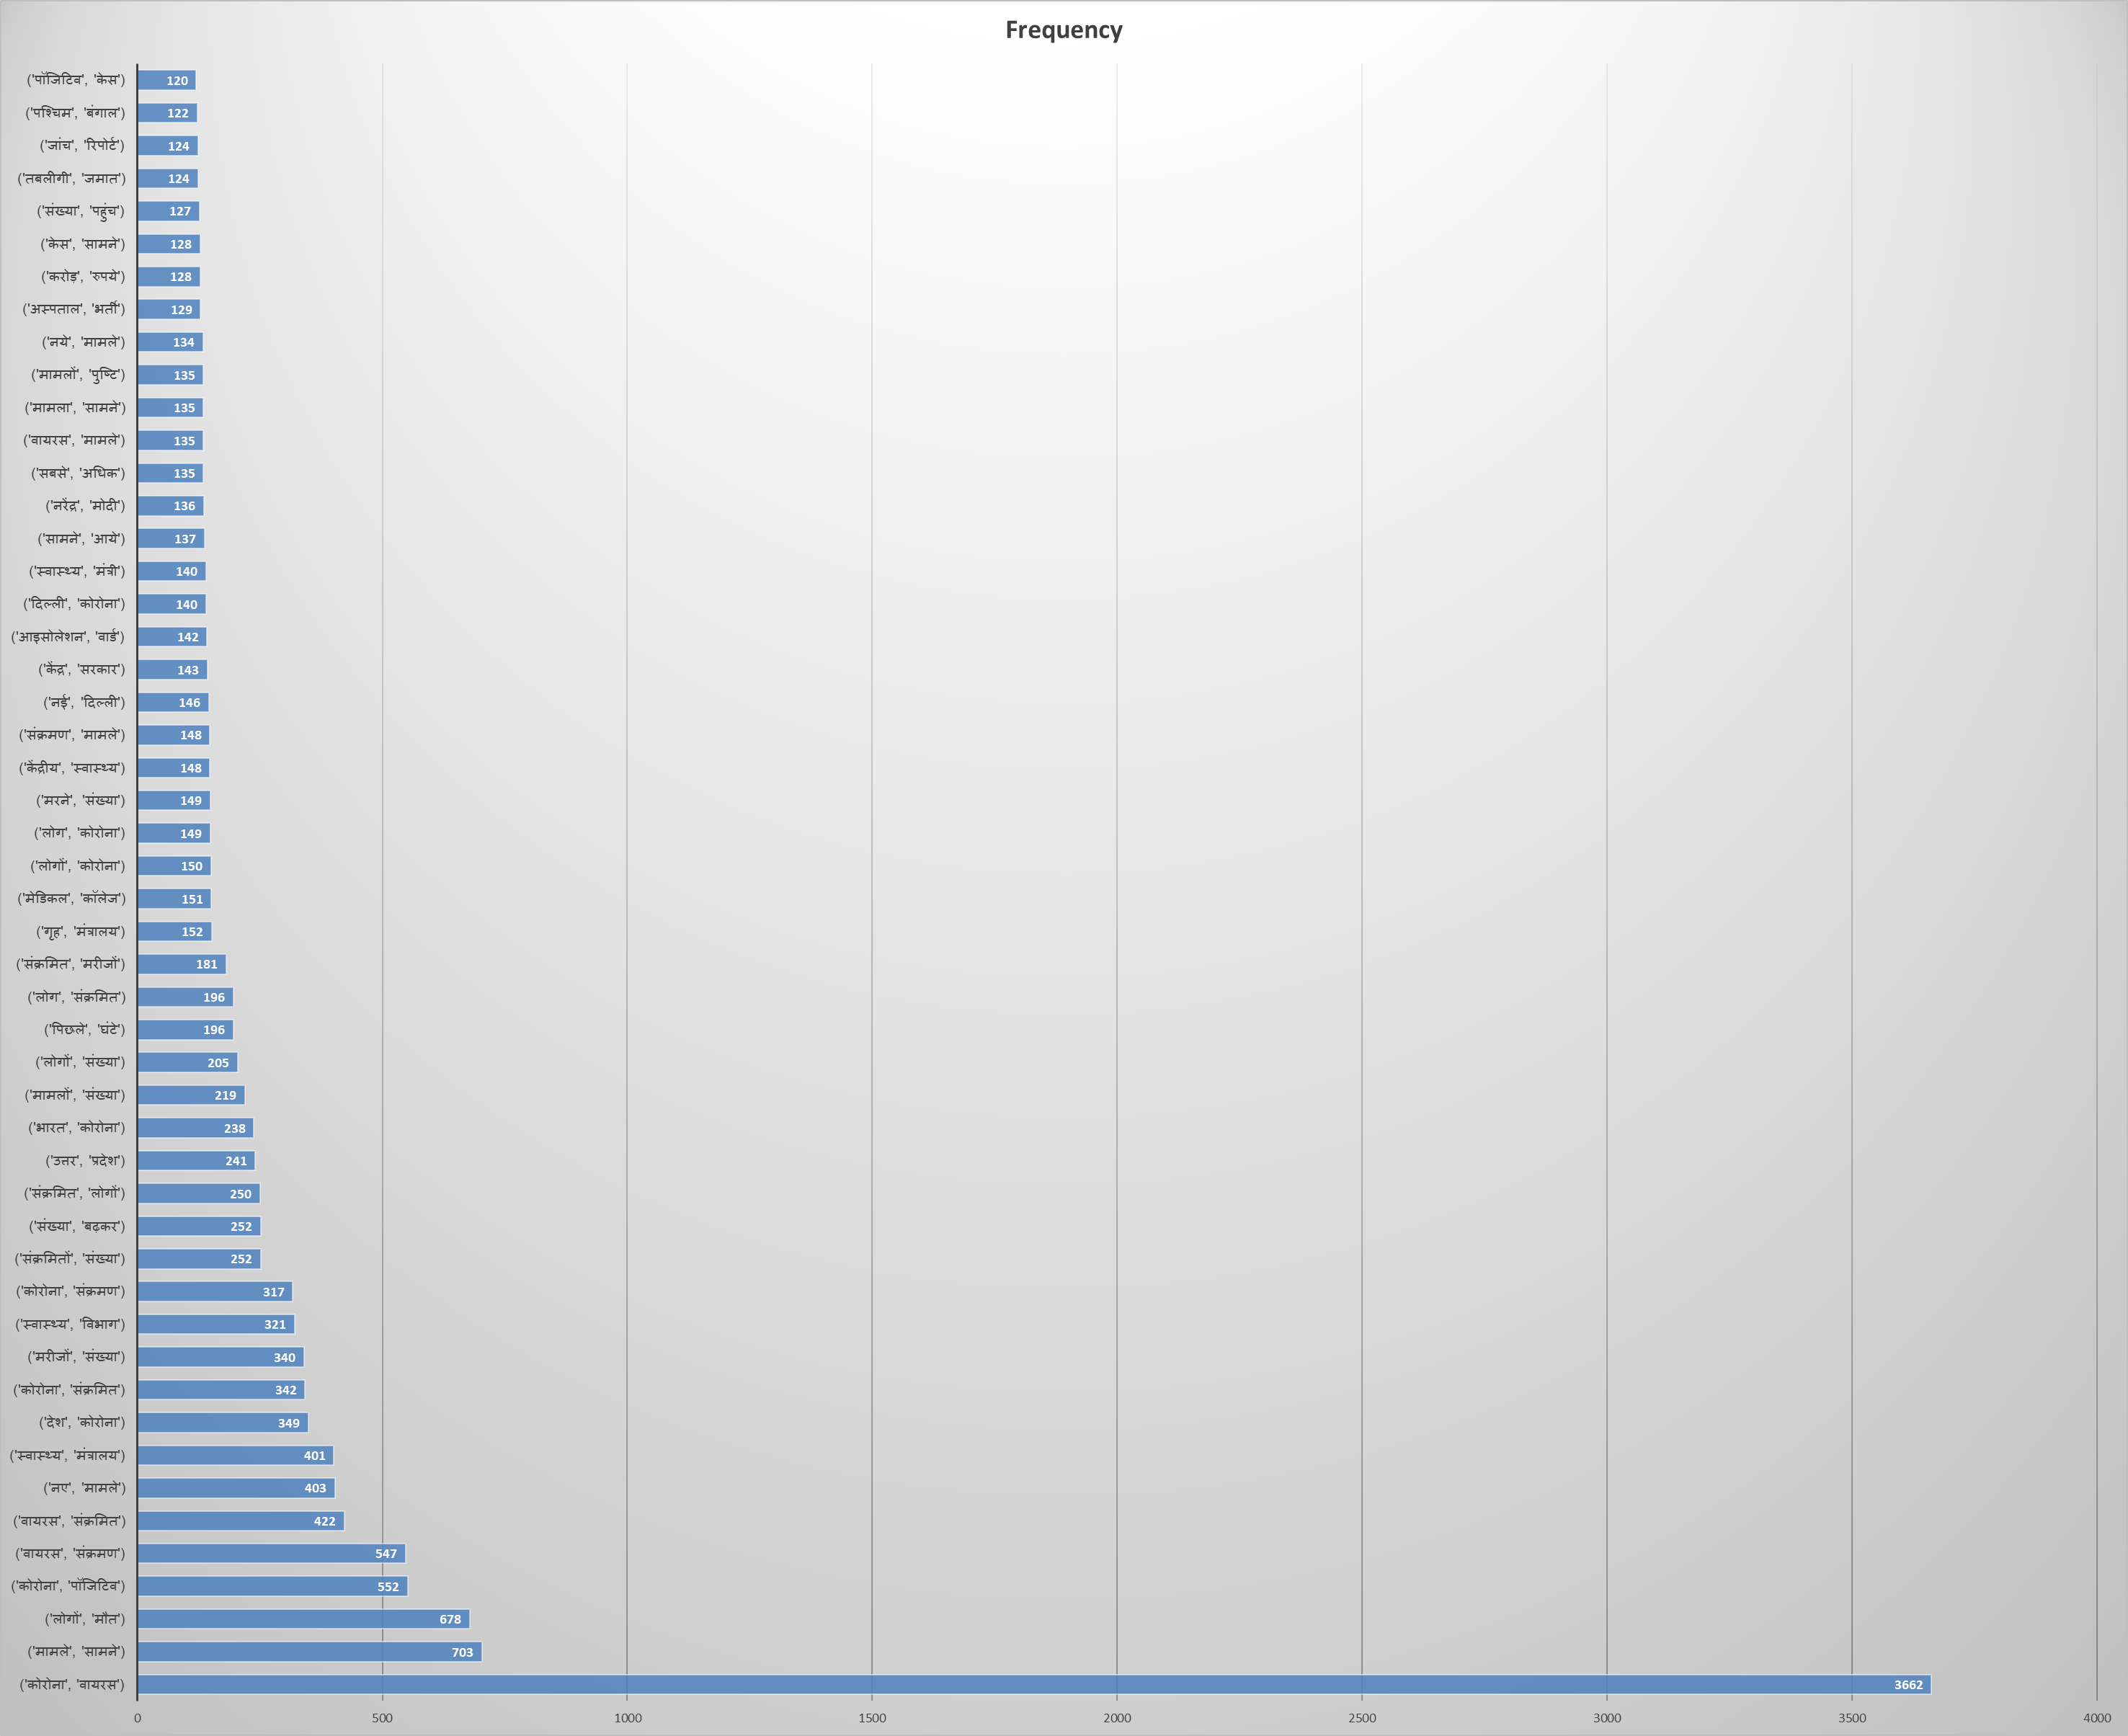 Frequency
('पॉजिटिव', 'केस') 120
('पश्चिम', 'बंगाल') 122
('जांच', 'रिपोर्ट') 124
('तबलीगी', 'जमात') 124
('संख्या', 'पहुंच') 127
('केस', 'सामने') 128
('करोड़', 'रुपये') 128
('अस्पताल', 'भर्ती') 129
('नये', 'मामले') 134
('मामलों', 'पुष्टि') 135
('मामला', 'सामने') 135
('वायरस', 'मामले') 135
('सबसे', 'अधिक') 135
('नरेंद्र', 'मोदी') 136
('सामने', 'आये') 137
('स्वास्थ्य', 'मंत्री') 140
('दिल्ली', 'कोरोना') 140
('आइसोलेशन', 'वार्ड') 142
('केंद्र', 'सरकार') 143
('नई', 'दिल्ली') 146
('संक्रमण', 'मामले') 148
('केंद्रीय', 'स्वास्थ्य') 148
('मरने', 'संख्या') 149
('लोग', 'कोरोना') 149
('लोगों', 'कोरोना') 150
('मेडिकल', 'कॉलेज') 151
('गृह', 'मंत्रालय') 152
('संक्रमित', 'मरीजों') 181
('लोग', 'संक्रमित') 196
('पिछले', 'घंटे') 196
('लोगों', 'संख्या') 205
('मामलों', 'संख्या') 219
('भारत', 'कोरोना') 238
('उत्तर', 'प्रदेश') 241
('संक्रमित', 'लोगों') 250
('संख्या', 'बढ़कर') 252
('संक्रमितों', 'संख्या') 252
('कोरोना', 'संक्रमण') 317
('स्वास्थ्य', 'विभाग') 321
('मरीजों', 'संख्या') 340
('कोरोना', 'संक्रमित') 342
('देश', 'कोरोना') 349
('स्वास्थ्य', 'मंत्रालय') 401
('नए', 'मामले') 403
('वायरस', 'संक्रमित') 422
('वायरस', 'संक्रमण') 547
('कोरोना', 'पॉजिटिव') 552
('लोगों', 'मौत') 678
('मामले', 'सामने') 703
('कोरोना', 'वायरस') 3662
0 500 1000 1500 2000 2500 3000 3500 4000